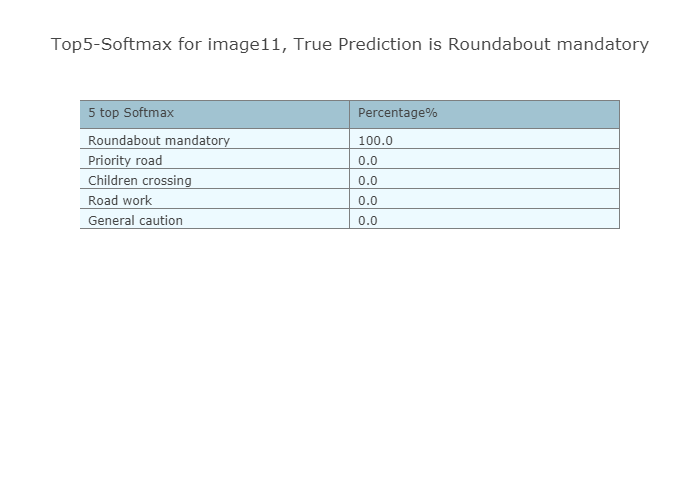 Top5-Softmax for image11, True Prediction is Roundabout mandatory
5 top Softmax Percentage%
Roundabout mandatory 100.0
Priority road 0.0
Children crossing 0.0
Road work 0.0
General caution 0.0